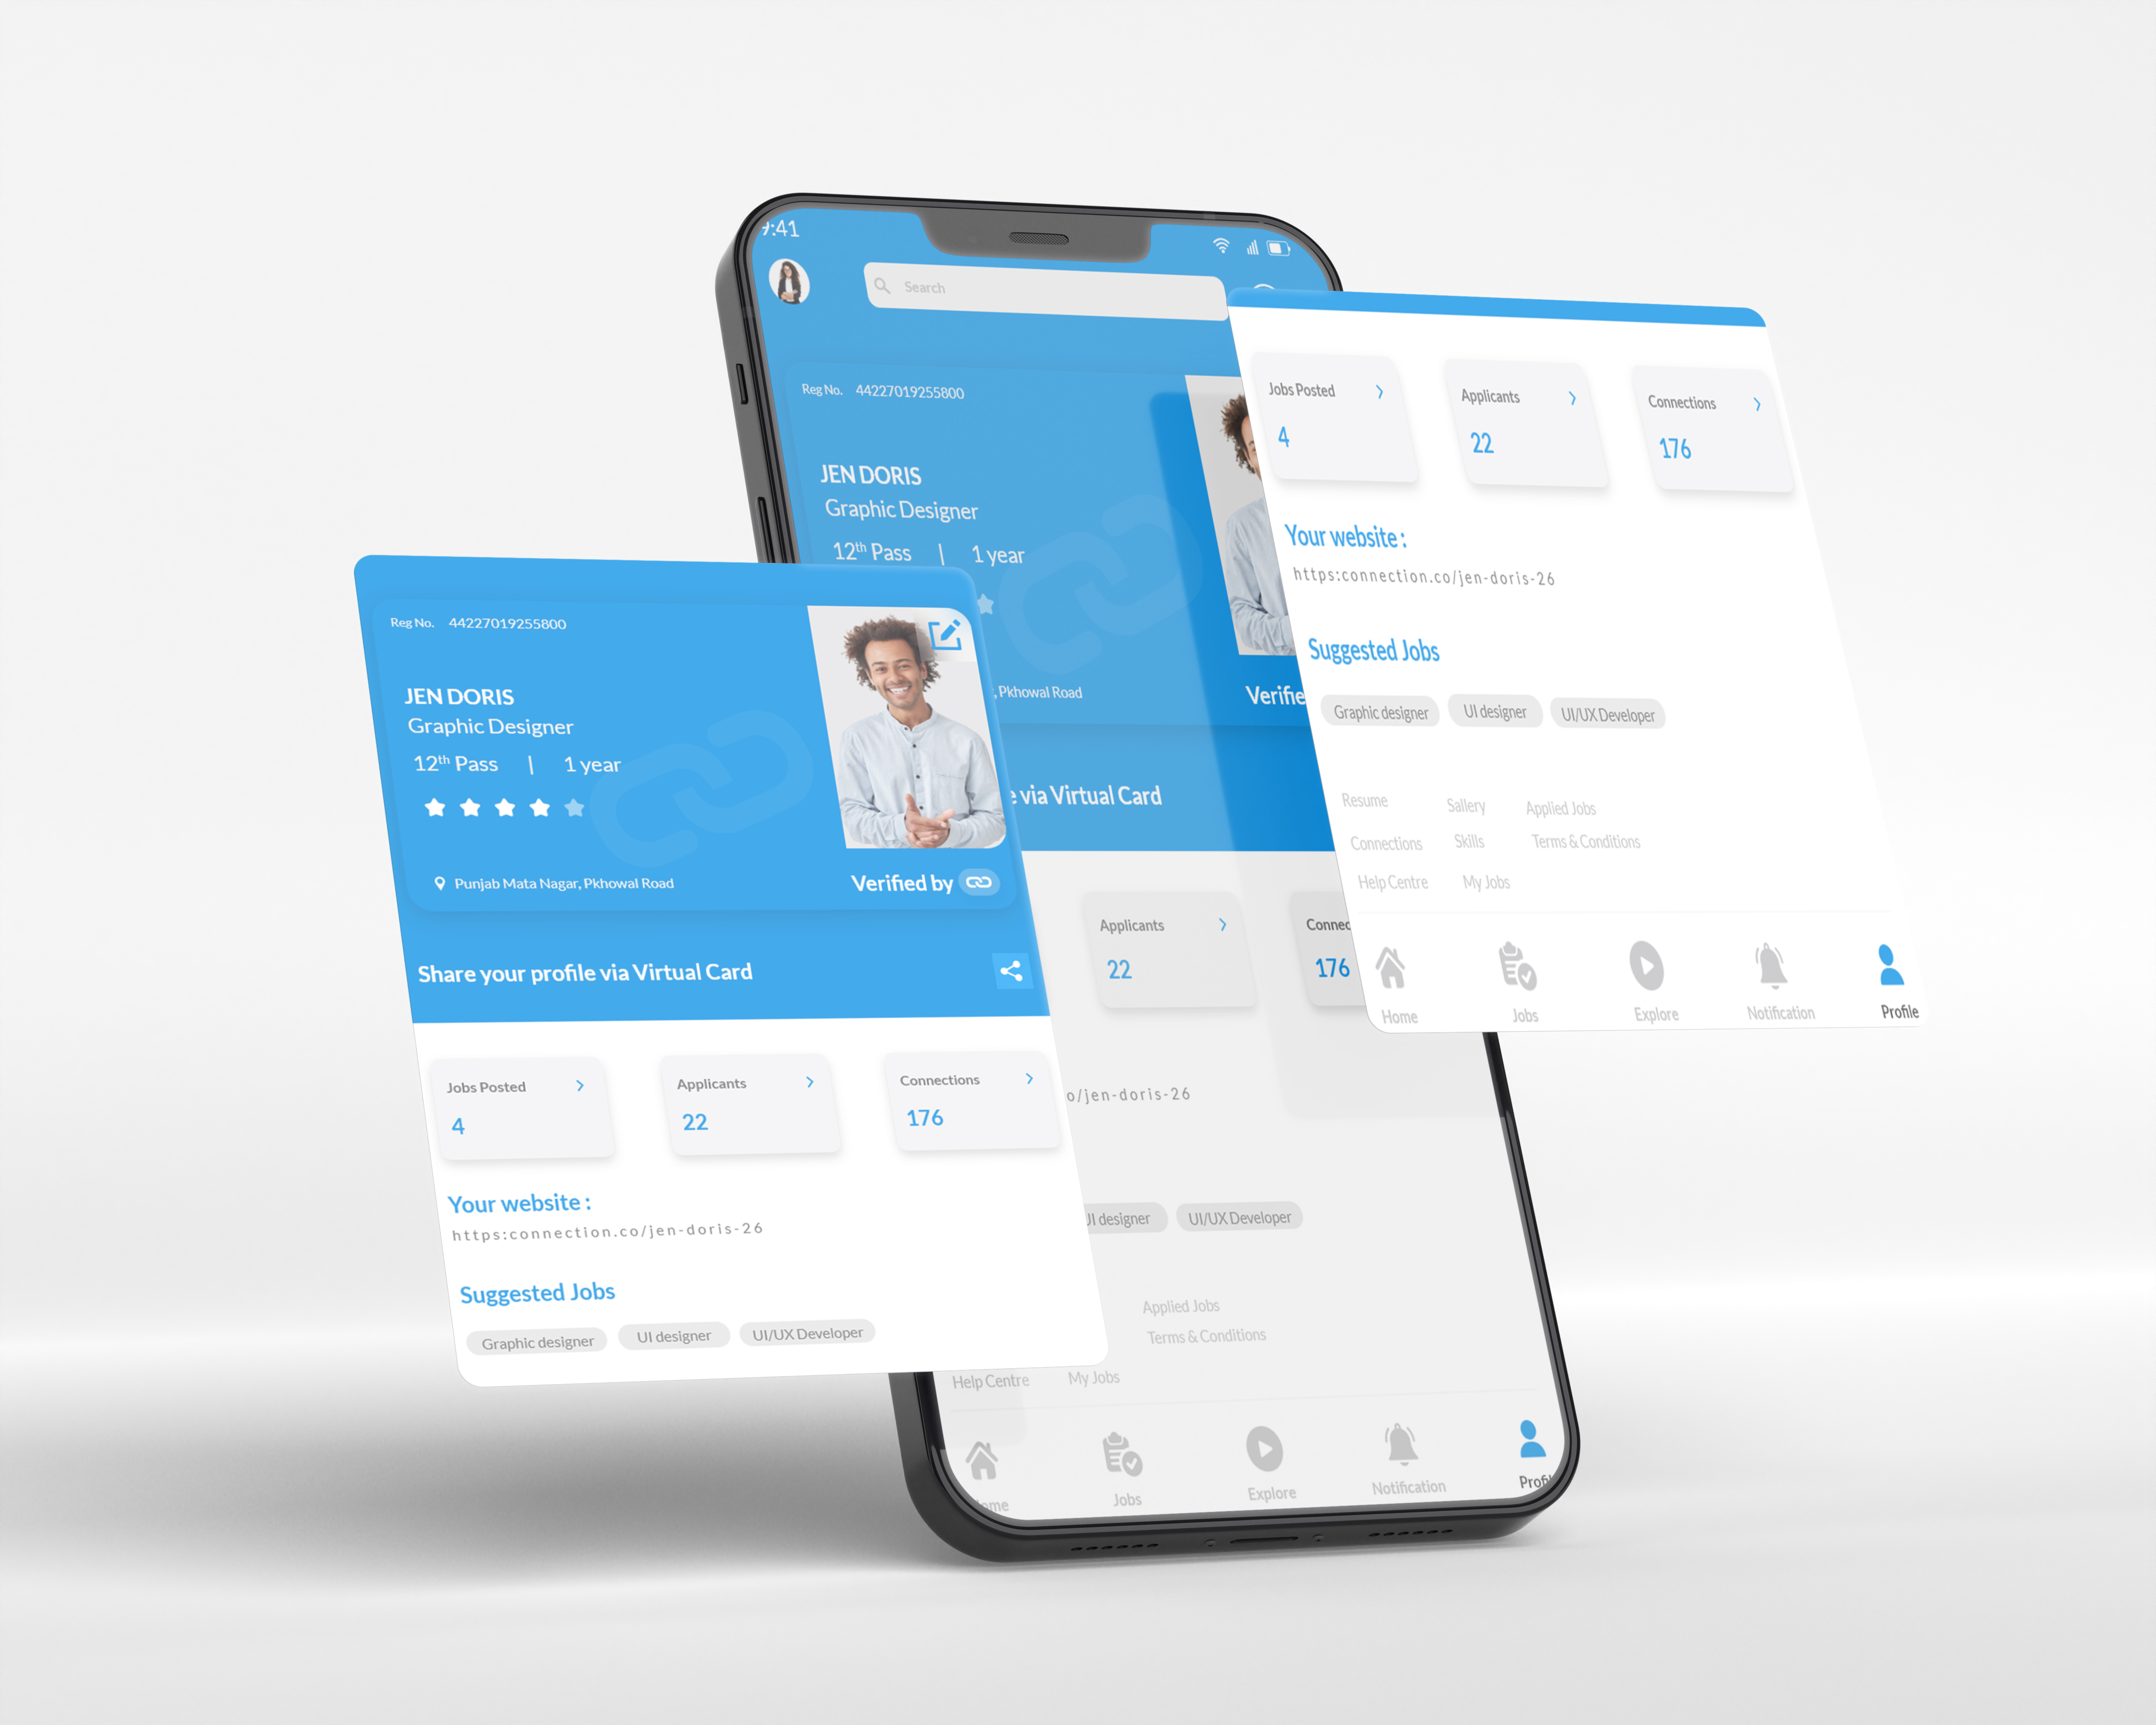 9:41
Search
Reg No. 44227019255800
JEN DORIS
Graphic Designer
12th Pass | 1 year
, Pkhowal Road
Verifie
e via Virtual Card
Applicants
22
Connec
176
o/jen-doris-26
UI designer
UI/UX Developer
Applied Jobs
Terms & Conditions
Help Centre
My Jobs
ome
Jobs
Explore
Notification
Profil
Reg No. 44227019255800
JEN DORIS
Graphic Designer
12th Pass | 1 year
Punjab Mata Nagar, Pkhowal Road
Verified by
Share your profile via Virtual Card
Jobs Posted
4
Applicants
22
Connections
176
Your website :
https:connection.co/jen-doris-26
Suggested Jobs
Graphic designer
UI designer
UI/UX Developer
Jobs Posted
4
Applicants
22
Connections
176
Your website :
https:connection.co/jen-doris-26
Suggested Jobs
Graphic designer
UI designer
UI/UX Developer
Resume
Sallery
Applied Jobs
Connections
Skills
Terms & Conditions
Help Centre
My Jobs
Home
Jobs
Explore
Notification
Profile